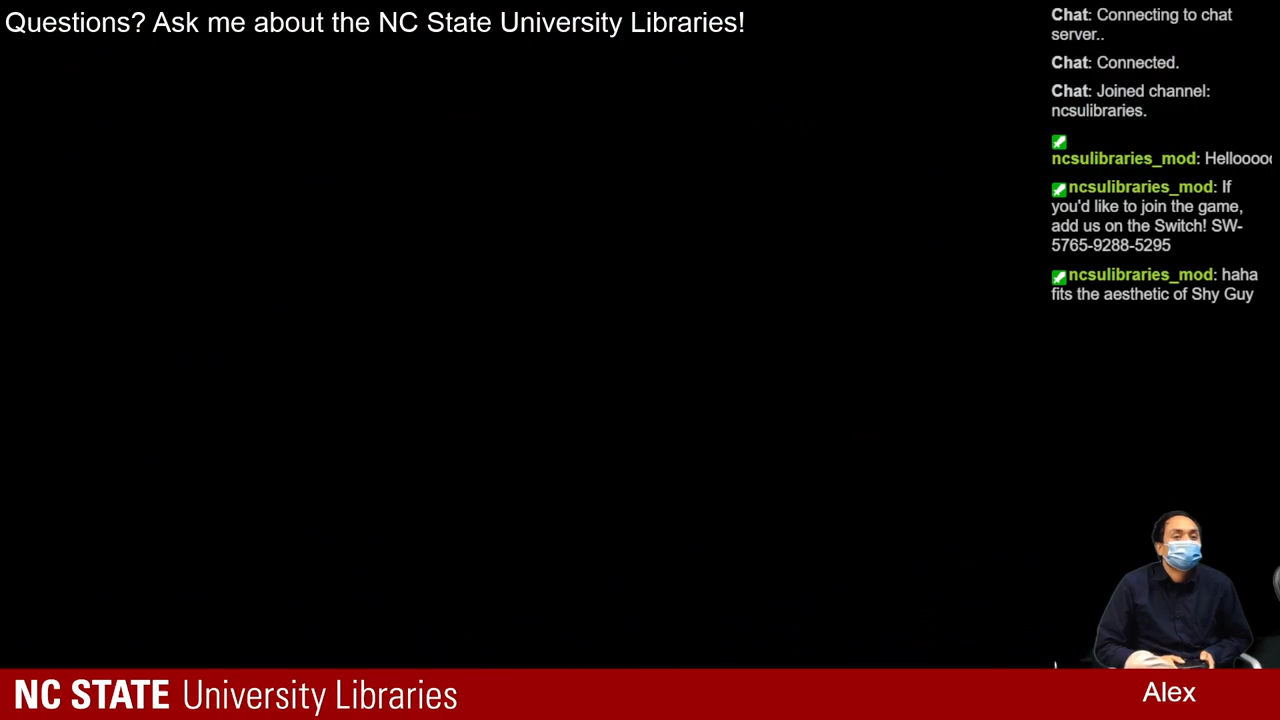 Questions? Ask me about the NC State University Libraries!
Chat: Connecting to chat
server..
Chat: Connected.
Chat: Joined channel:
ncsulibraries.
ncsulibraries_mod: Helloooo
ncsulibraries_mod: If
you'd like to join the game,
add us on the Switch! SW-
5765-9288-5295
ncsulibraries_mod: haha
fits the aesthetic of Shy Guy
NC STATE University Libraries
Alex